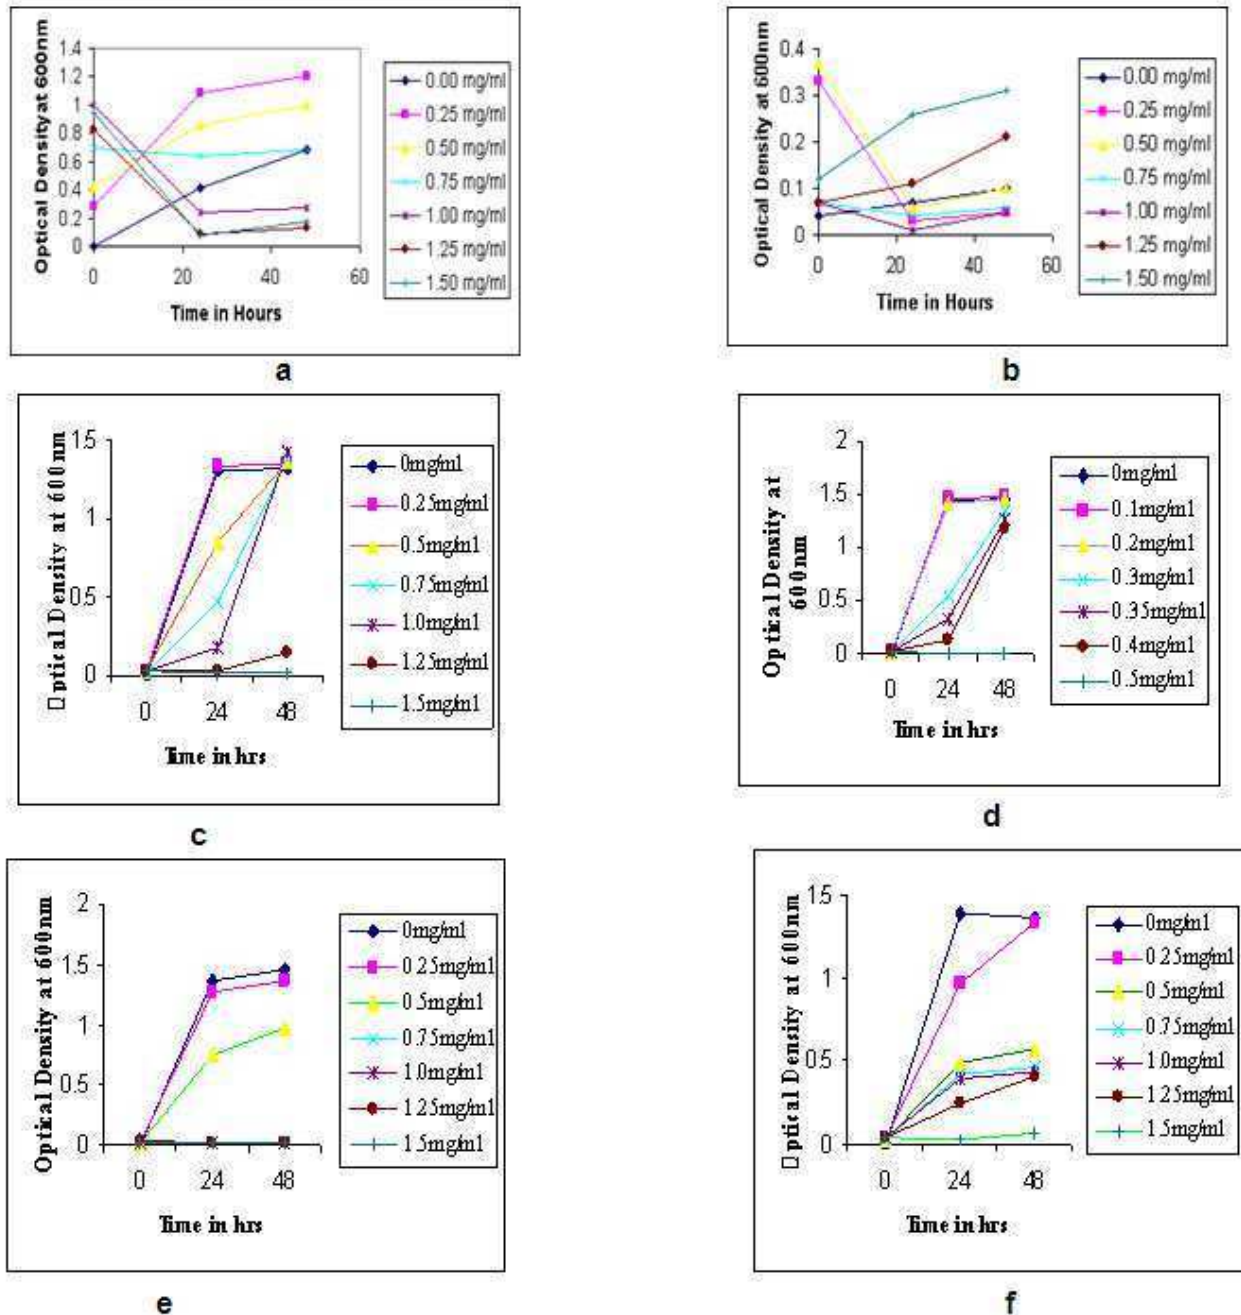 Optical Density at 600nm
1.4
1.2
1
0.8
0.6
0.4
0.2
0
0 20 40 60
Time in Hours
0.00 mg/ml
0.25 mg/ml
0.50 mg/ml
0.75 mg/ml
1.00 mg/ml
1.25 mg/ml
1.50 mg/ml
a
Optical Density at 600nm
0.4
0.3
0.2
0.1
0
0 20 40 60
Time in Hours
0.00 mg/ml
0.25 mg/ml
0.50 mg/ml
0.75 mg/ml
1.00 mg/ml
1.25 mg/ml
1.50 mg/ml
b
▯ptical Density at 600nm
1.5
1
0.5
0
0 24 48
Time in hrs
0mg/ml
0.25mg/ml
0.5mg/ml
0.75mg/ml
1.0mg/ml
1.25mg/ml
1.5mg/ml
c
Optical Density at
600nm
2
1.5
1
0.5
0
0 24 48
Time in hrs
0mg/ml
0.1mg/ml
0.2mg/ml
0.3mg/ml
0.35mg/ml
0.4mg/ml
0.5mg/ml
d
Optical Density at 600nm
2
1.5
1
0.5
0
0 24 48
Time in hrs
0mg/ml
0.25mg/ml
0.5mg/ml
0.75mg/ml
1.0mg/ml
1.25mg/ml
1.5mg/ml
e
▯ptical Density at 600nm
1.5
1
0.5
0
0 24 48
Time in hrs
0mg/ml
0.25mg/ml
0.5mg/ml
0.75mg/ml
1.0mg/ml
1.25mg/ml
1.5mg/ml
f